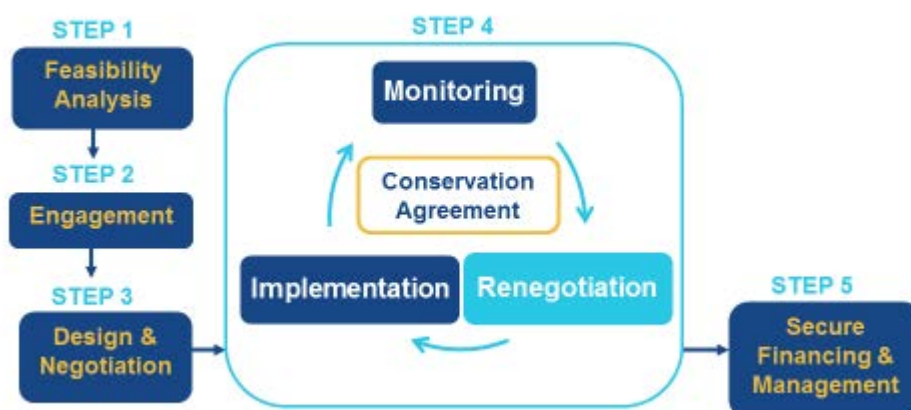 STEP 1
Feasibility
Analysis
STEP 2
Engagement
STEP 3
Design &
Negotiation
STEP 4
Monitoring
Conservation
Agreement
Implementation
Renegotiation
STEP 5
Secure
Financing &
Management